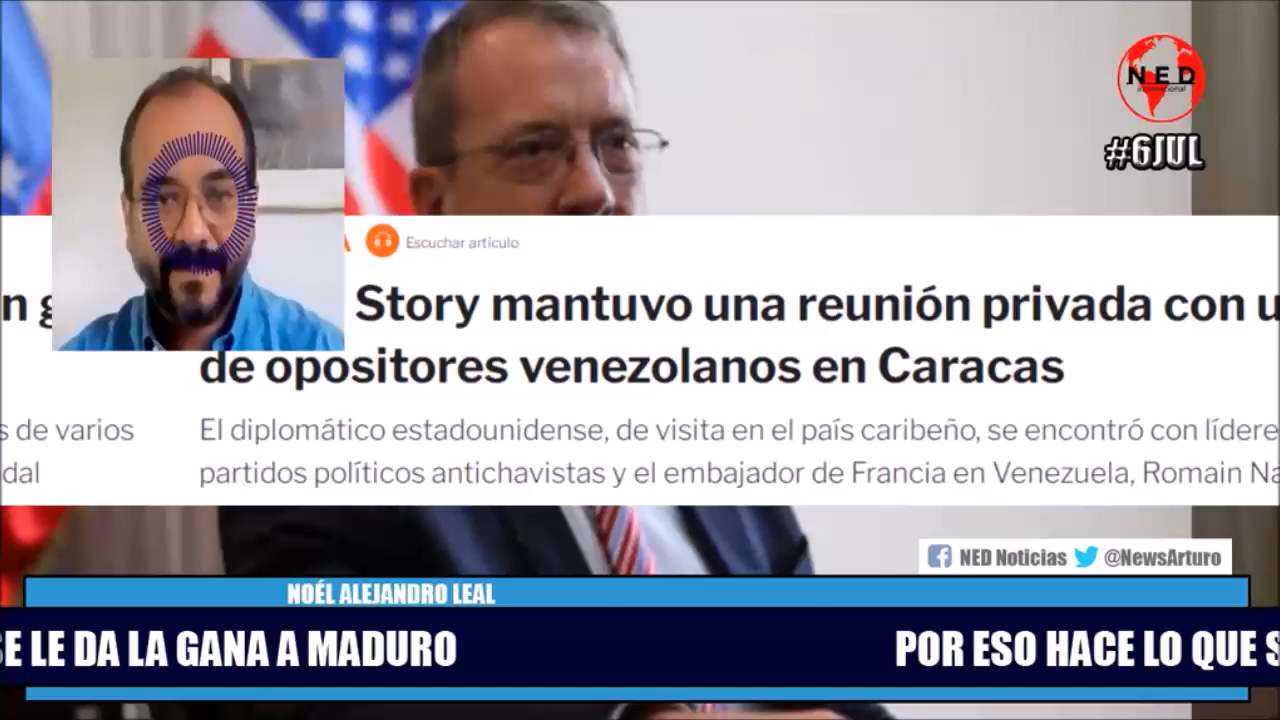 NED
internacional
#6JUL
Escuchar artículo
Story mantuvo una reunión privada con
de opositores venezolanos en Caracas
s de varios
El diplomático estadounidense, de visita en el país caribeño, se encontró con lídere
dal
partidos políticos antichavistas y el embajador de Francia en Venezuela, Romain Na
NED Noticias @NewsArturo
NOÉL ALEJANDRO LEAL
SE LE DA LA GANA A MADURO
POR ESO HACE LO QUE S